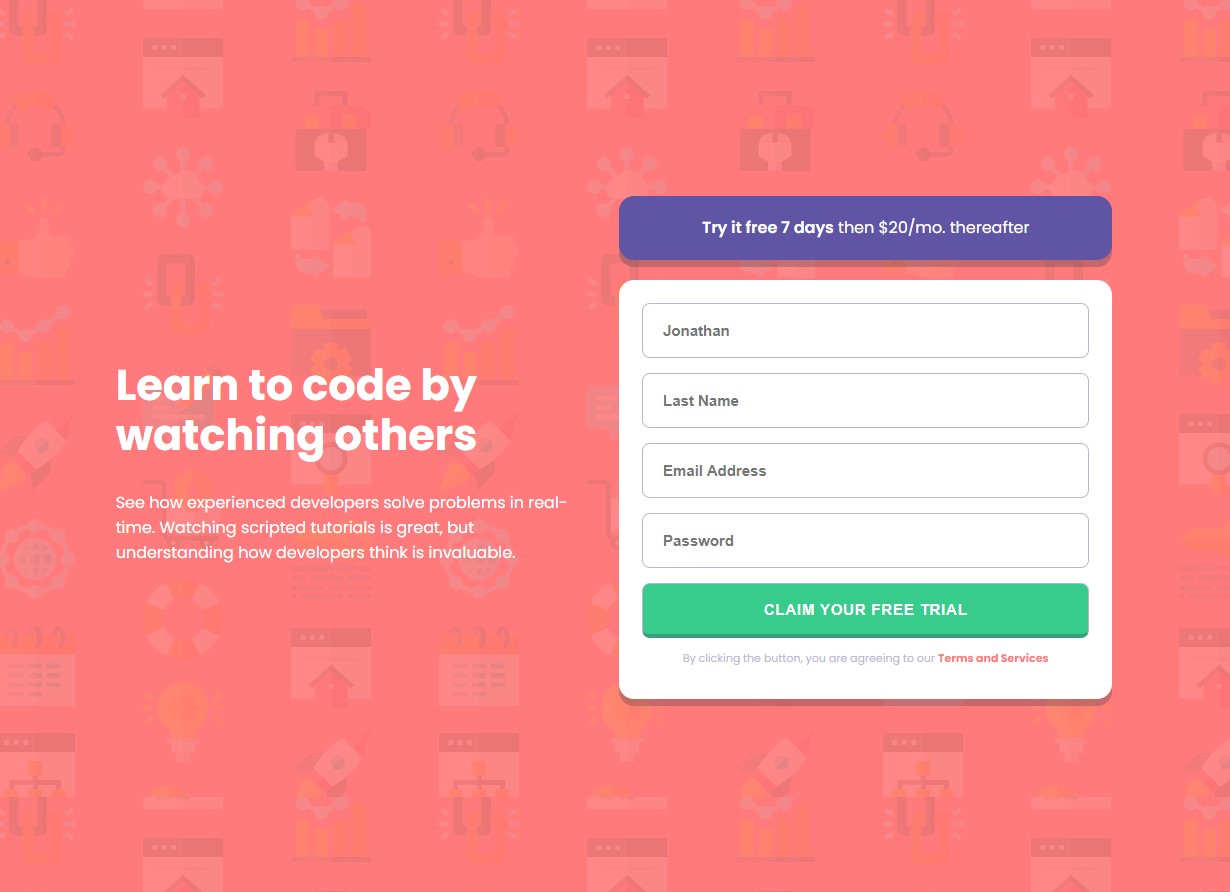 Learn to code by
watching others
See how experienced developers solve problems in real-
time. Watching scripted tutorials is great, but
understanding how developers think is invaluable.
Try it free 7 days then $20/mo. thereafter
Jonathan
Last Name
Email Address
Password
CLAIM YOUR FREE TRIAL
By clicking the button, you are agreeing to our Terms and Services